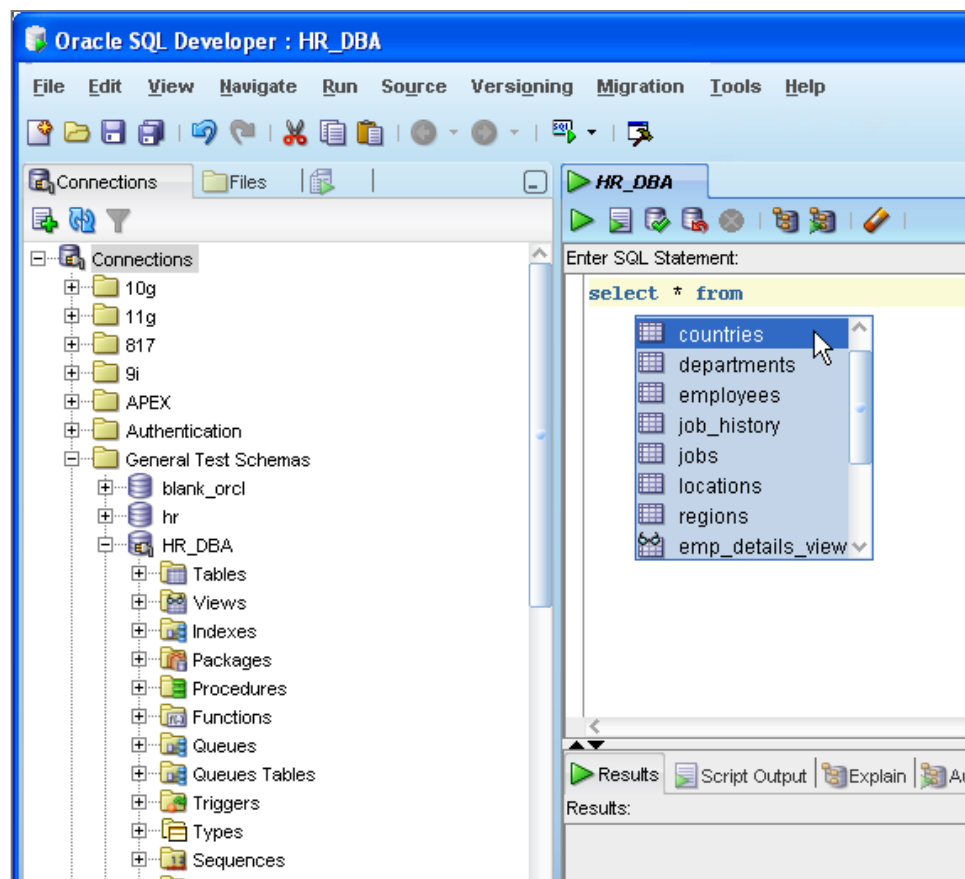 Oracle SQL Developer : HR_DBA
File Edit View Navigate Run Source Versioning Migration Tools Help
SQL
Connections Files
HR_DBA
Connections
10g
11g
817
9i
APEX
Authentication
General Test Schemas
blank_orcl
hr
HR_DBA
Tables
Views
Indexes
Packages
Procedures
Functions
Queues
Queues Tables
Triggers
Types
Sequences
Enter SQL Statement:
select * from
countries
departments
employees
job_history
jobs
locations
regions
emp_details_view
Results Script Output Explain Au
Results: